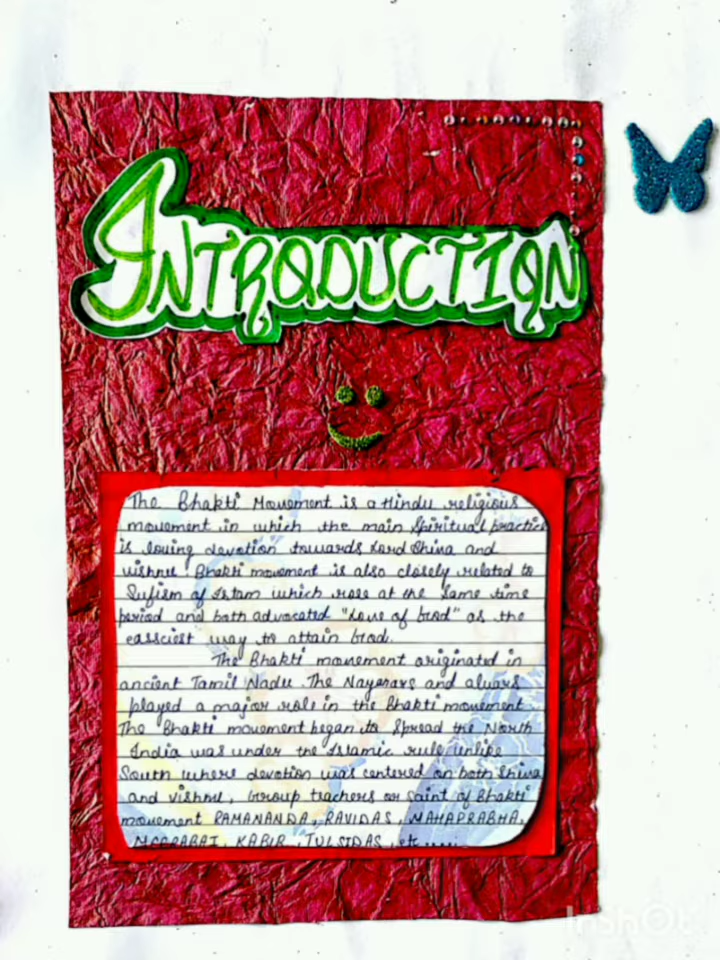 INTRODUCTION
The Bhakti Movement is a Hindu religious
movement in which the main Spiritual practice
is loving devotion towards Lord Shiva and
vishnu. Bhakti movement is also closely related to
Sufism of Islam which rose at the same time
period and both advocated "Love of God" as the
eassciest way to attain God.
The Bhakti movement originated in
ancient Tamil Nadu. The Nayanars and alvars
played a major role in the Bhakti movement
The Bhakti movement began to Spread the North
India was under the Islamic rule unlike
South where devotion was centered on both Shiva
and vishnu, Group teachers or Saint of Bhakti
movement RAMANANDA, RAVIDAS, MAHAPRABHA,
MEERABAI, KABIR, TULSIDAS, etc.....
InShOt